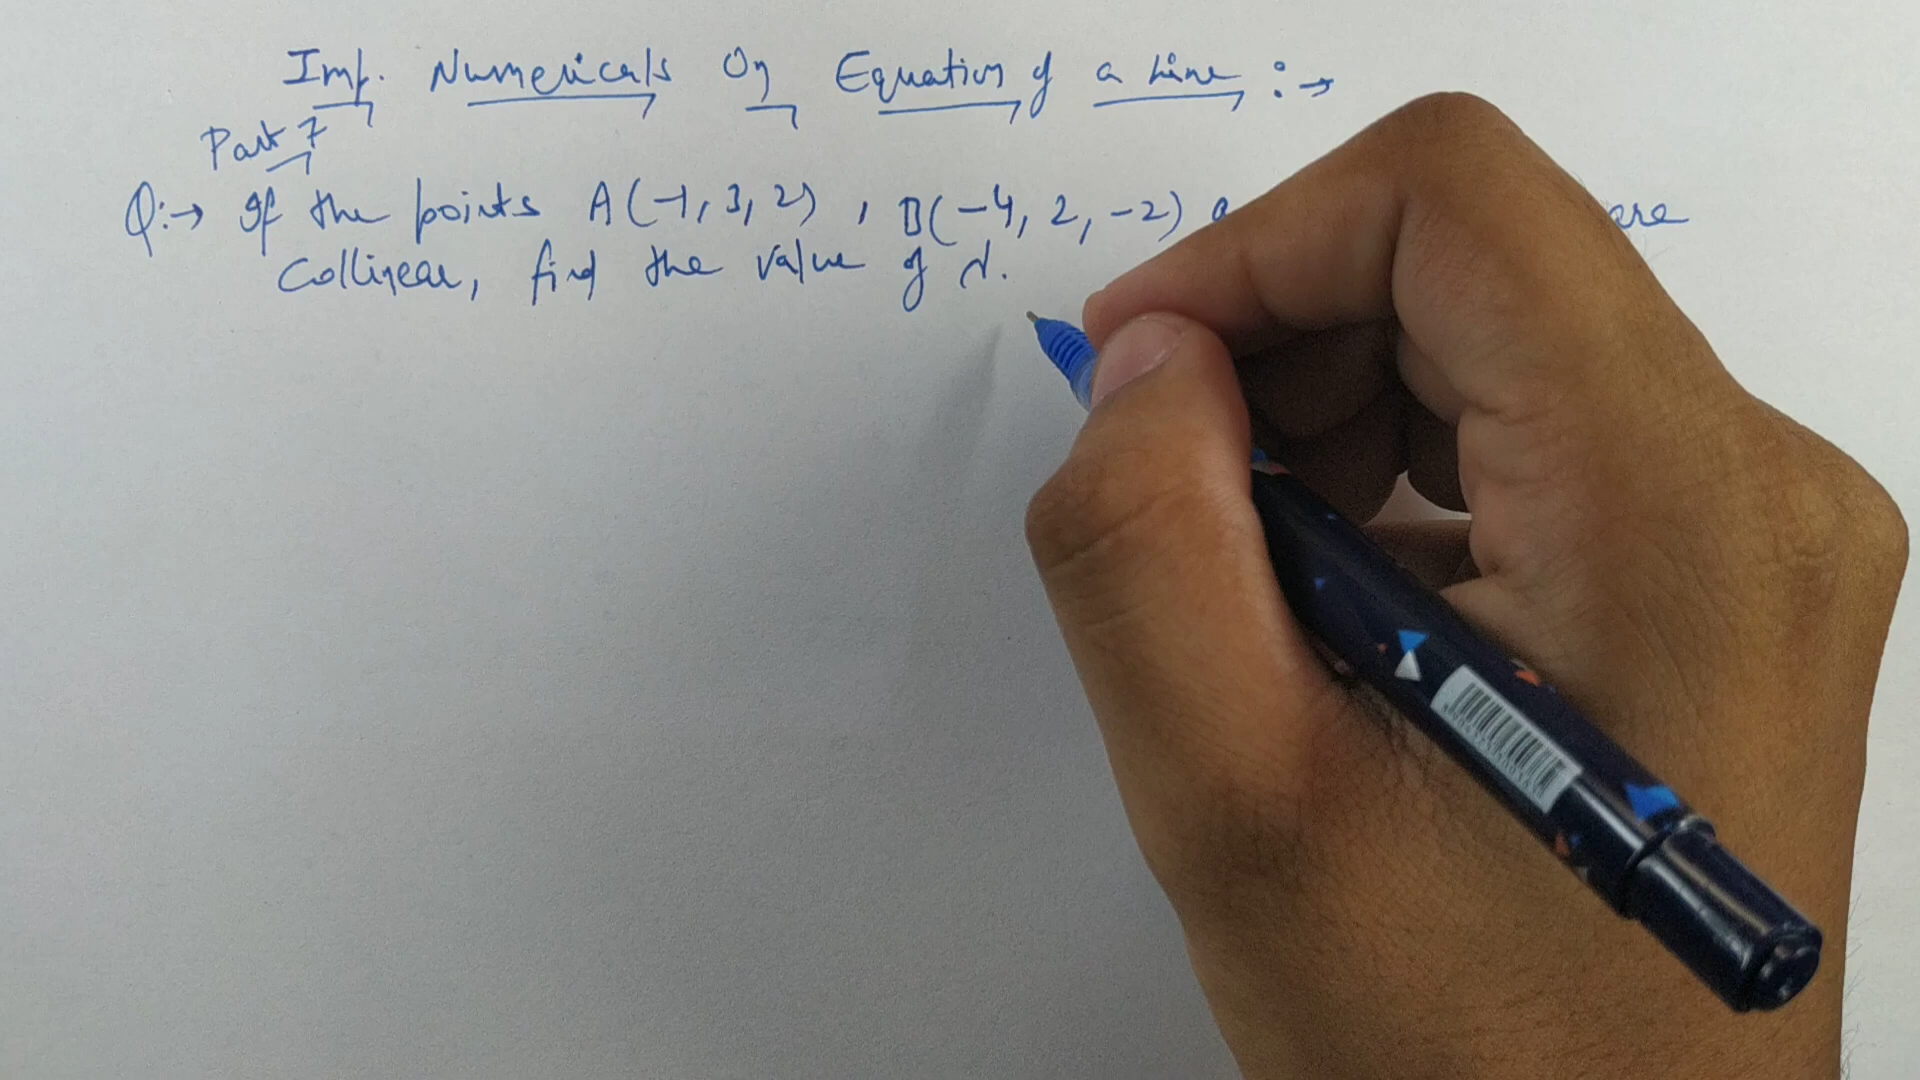 Imp. Numericals On Equation of a Line :→
Part 7
Q:→ If the points A(-1, 3, 2) , B(-4, 2, -2) are
Collinear, find the value of λ.